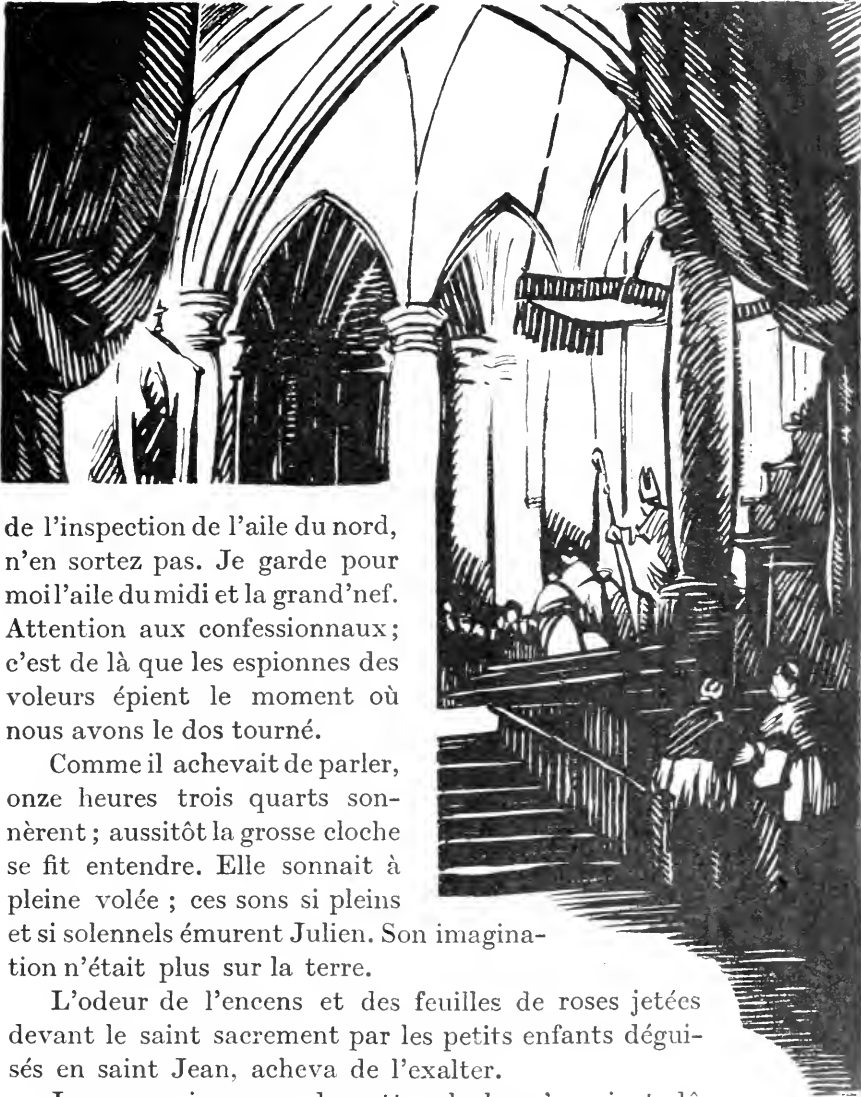 de l'inspection de l'aile du nord,
n'en sortez pas. Je garde pour
moi l'aile du midi et la grand'nef.
Attention aux confessionnaux;
c'est de là que les espionnes des
voleurs épient le moment où
nous avons le dos tourné.
Comme il achevait de parler,
onze heures trois quarts son-
nèrent ; aussitôt la grosse cloche
se fit entendre. Elle sonnait à
pleine volée ; ces sons si pleins
et si solennels émurent Julien. Son imagina-
tion n'était plus sur la terre.
L'odeur de l'encens et des feuilles de roses jetées
devant le saint sacrement par les petits enfants dégui-
sés en saint Jean, acheva de l'exalter.